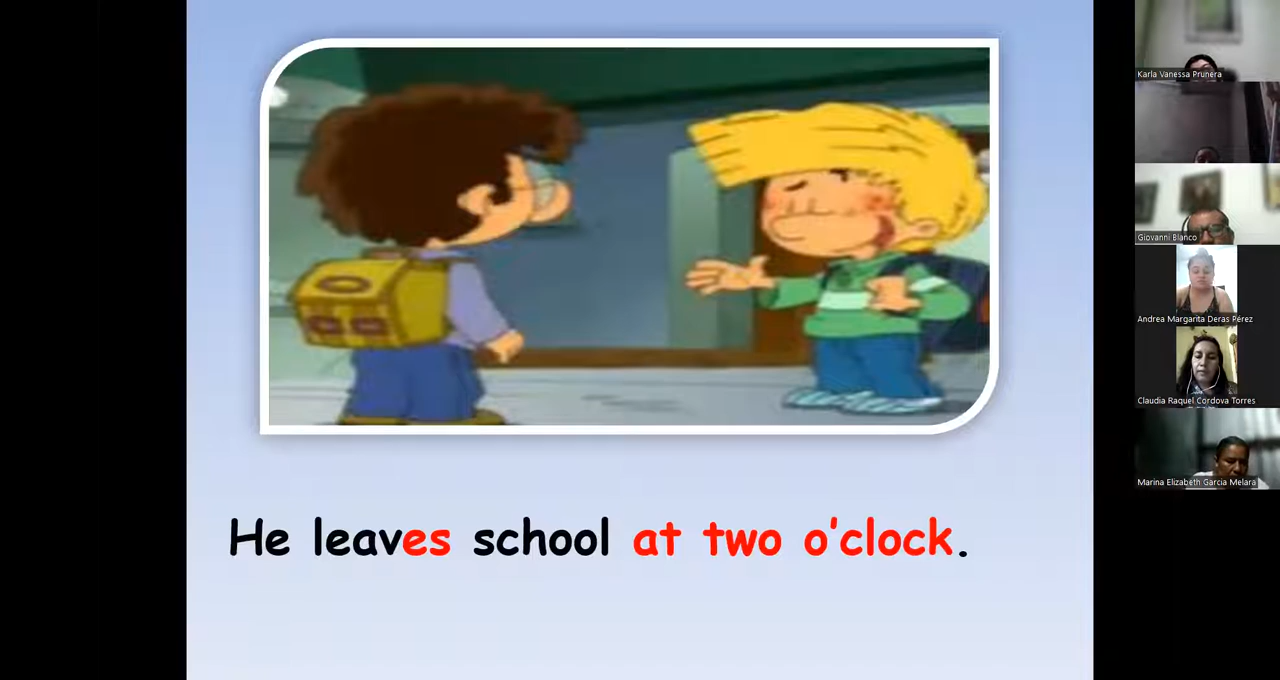 He leaves school at two o'clock.
Karla Vanessa Prunera
Giovanni Blanco
Andrea Margarita Deras Pérez
Claudia Raquel Cordova Torres
Marina Elizabeth Garcia Melara